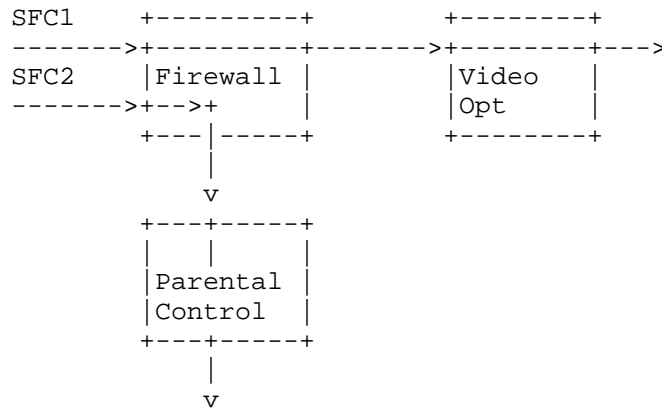 SFC1       +---------+         +--------+
------->+---------+------->+--------+--->
SFC2    |Firewall |        |Video   |
------->+-->+     |        |Opt     |
        +---|-----+        +--------+
            |
            v
        +---+-----+
        |   |     |
        |Parental |
        |Control  |
        +---+-----+
            |
            v